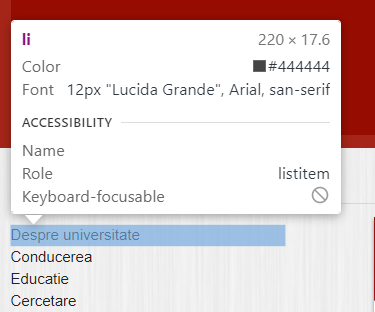 li 220 × 17.6
Color #444444
Font 12px "Lucida Grande", Arial, san-serif
ACCESSIBILITY
Name
Role listitem
Keyboard-focusable
Despre universitate
Conducerea
Educatie
Cercetare